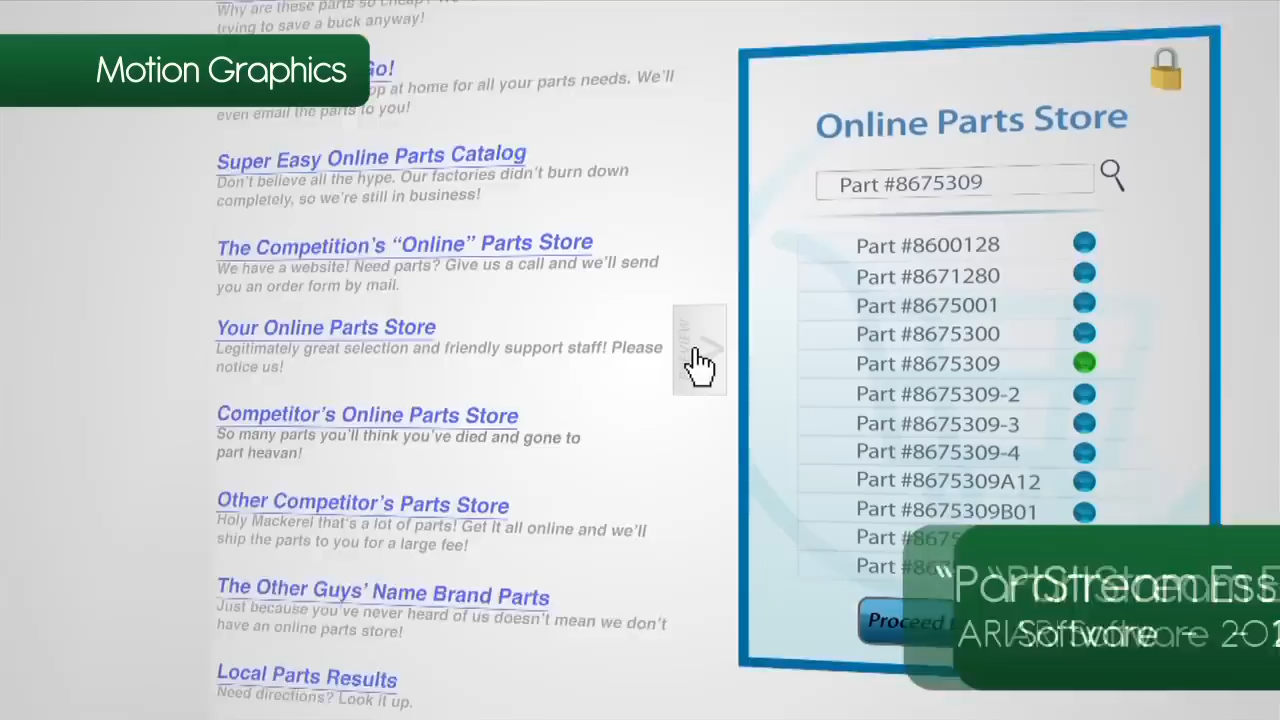 Why are these parts so cheap?
trying to save a buck anyway!
Motion Graphics
Go!
op at home for all your parts needs. We'll
even email the parts to you!
Super Easy Online Parts Catalog
Don't believe all the hype. Our factories didn't burn down
completely, so we're still in business!
The Competition's "Online" Parts Store
We have a website! Need parts? Give us a call and we'll send
you an order form by mail.
Your Online Parts Store
Legitimately great selection and friendly support staff! Please
notice us!
Competitor's Online Parts Store
So many parts you'll think you've died and gone to
part heavan!
Other Competitor's Parts Store
Holy Mackerel that's a lot of parts! Get it all online and we'll
ship the parts to you for a large fee!
The Other Guys' Name Brand Parts
Just because you've never heard of us doesn't mean we don't
have an online parts store!
Local Parts Results
Need directions? Look it up.
Online Parts Store
Part #8675309
Part #8600128
Part #8671280
Part #8675001
Part #8675300
Part #8675309
Part #8675309-2
Part #8675309-3
Part #8675309-4
Part #8675309A12
Part #8675309B01
Part #8675
Part #86
Proceed
"PartStream Ess
ARI Software - 201